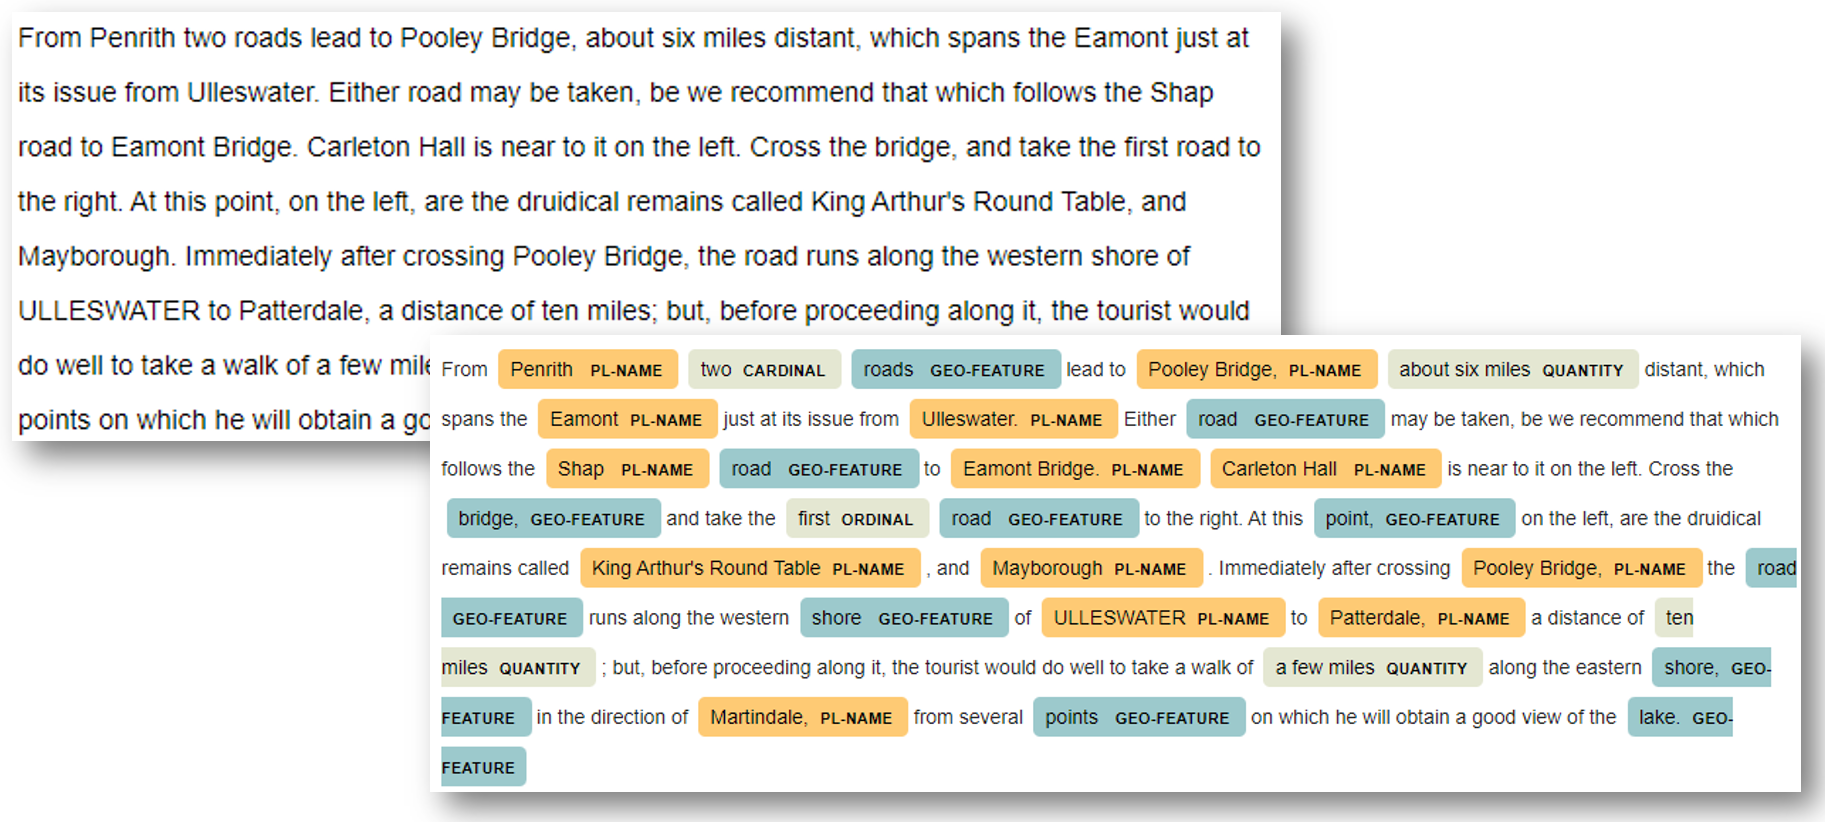 From Penrith two roads lead to Pooley Bridge, about six miles distant, which spans the Eamont just at
its issue from Ulleswater. Either road may be taken, be we recommend that which follows the Shap
road to Eamont Bridge. Carleton Hall is near to it on the left. Cross the bridge, and take the first road to
the right. At this point, on the left, are the druidical remains called King Arthur's Round Table, and
Mayborough. Immediately after crossing Pooley Bridge, the road runs along the western shore of
ULLESWATER to Patterdale, a distance of ten miles; but, before proceeding along it, the tourist would
do well to take a walk of a few mile
points on which he will obtain a go
From Penrith PL-NAME two CARDINAL roads GEO-FEATURE lead to Pooley Bridge, PL-NAME about six miles QUANTITY distant, which
spans the Eamont PL-NAME just at its issue from Ulleswater. PL-NAME Either road GEO-FEATURE may be taken, be we recommend that which
follows the Shap PL-NAME road GEO-FEATURE to Eamont Bridge. PL-NAME Carleton Hall PL-NAME is near to it on the left. Cross the
bridge, GEO-FEATURE and take the first ORDINAL road GEO-FEATURE to the right. At this point, GEO-FEATURE on the left, are the druidical
remains called King Arthur's Round Table PL-NAME , and Mayborough PL-NAME . Immediately after crossing Pooley Bridge, PL-NAME the road
GEO-FEATURE runs along the western shore GEO-FEATURE of ULLESWATER PL-NAME to Patterdale, PL-NAME a distance of ten
miles QUANTITY ; but, before proceeding along it, the tourist would do well to take a walk of a few miles QUANTITY along the eastern shore, GEO-
FEATURE in the direction of Martindale, PL-NAME from several points GEO-FEATURE on which he will obtain a good view of the lake. GEO-
FEATURE